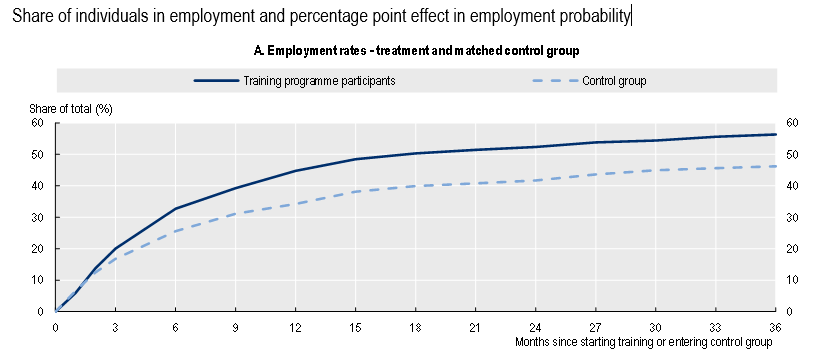 Share of individuals in employment and percentage point effect in employment probability
A. Employment rates - treatment and matched control group
Training programme participants
Control group
Share of total (%)
60 60
50 50
40 40
30 30
20 20
10 10
0 0
0 3 6 9 12 15 18 21 24 27 30 33 36
Months since starting training or entering control group